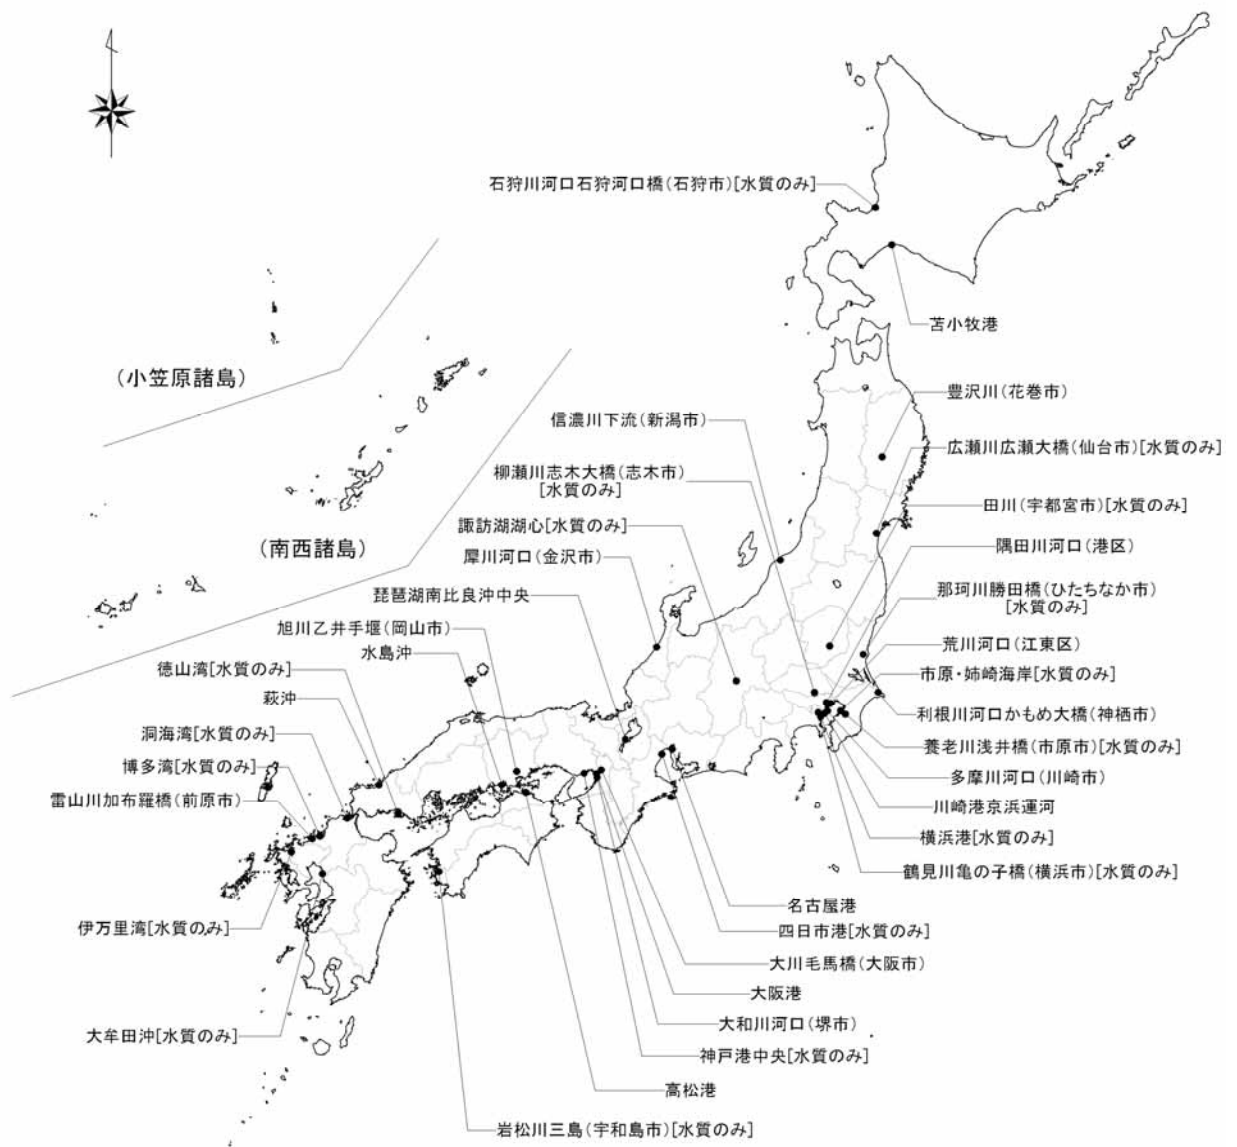 石狩川河口石狩河口橋(石狩市)[水質のみ]
苫小牧港
(小笠原諸島)
豊沢川(花巻市)
信濃川下流(新潟市)
広瀬川広瀬大橋(仙台市)[水質のみ]
柳瀬川志木大橋(志木市)
[水質のみ]
田川(宇都宮市)[水質のみ]
諏訪湖湖心[水質のみ]
(南西諸島)
隅田川河口(港区)
犀川河口(金沢市)
那珂川勝田橋(ひたちなか市)
[水質のみ]
琵琶湖南比良沖中央
旭川乙井手堰(岡山市)
荒川河口(江東区)
水島沖
徳山湾[水質のみ]
市原・姉崎海岸[水質のみ]
萩沖
利根川河口かもめ大橋(神栖市)
洞海湾[水質のみ]
養老川浅井橋(市原市)[水質のみ]
博多湾[水質のみ]
多摩川河口(川崎市)
雷山川加布羅橋(前原市)
川崎港京浜運河
横浜港[水質のみ]
鶴見川亀の子橋(横浜市)[水質のみ]
名古屋港
伊万里湾[水質のみ]
四日市港[水質のみ]
大川毛馬橋(大阪市)
大阪港
大和川河口(堺市)
大牟田沖[水質のみ]
神戸港中央[水質のみ]
高松港
岩松川三島(宇和島市)[水質のみ]